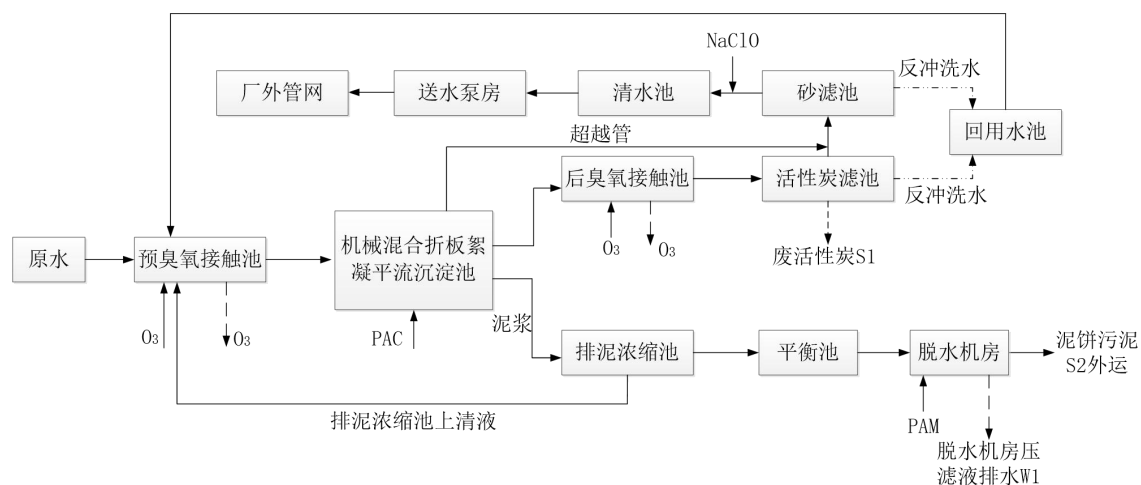 NaClO
反冲洗水
厂外管网
送水泵房
清水池
砂滤池
回用水池
超越管
后臭氧接触池
活性炭滤池
反冲洗水
机械混合折板絮
凝平流沉淀池
原水
预臭氧接触池
O₃
O₃
废活性炭S1
O₃
O₃
PAC
泥浆
排泥浓缩池
平衡池
脱水机房
泥饼污泥
S2外运
排泥浓缩池上清液
PAM
脱水机房压
滤液排水W1